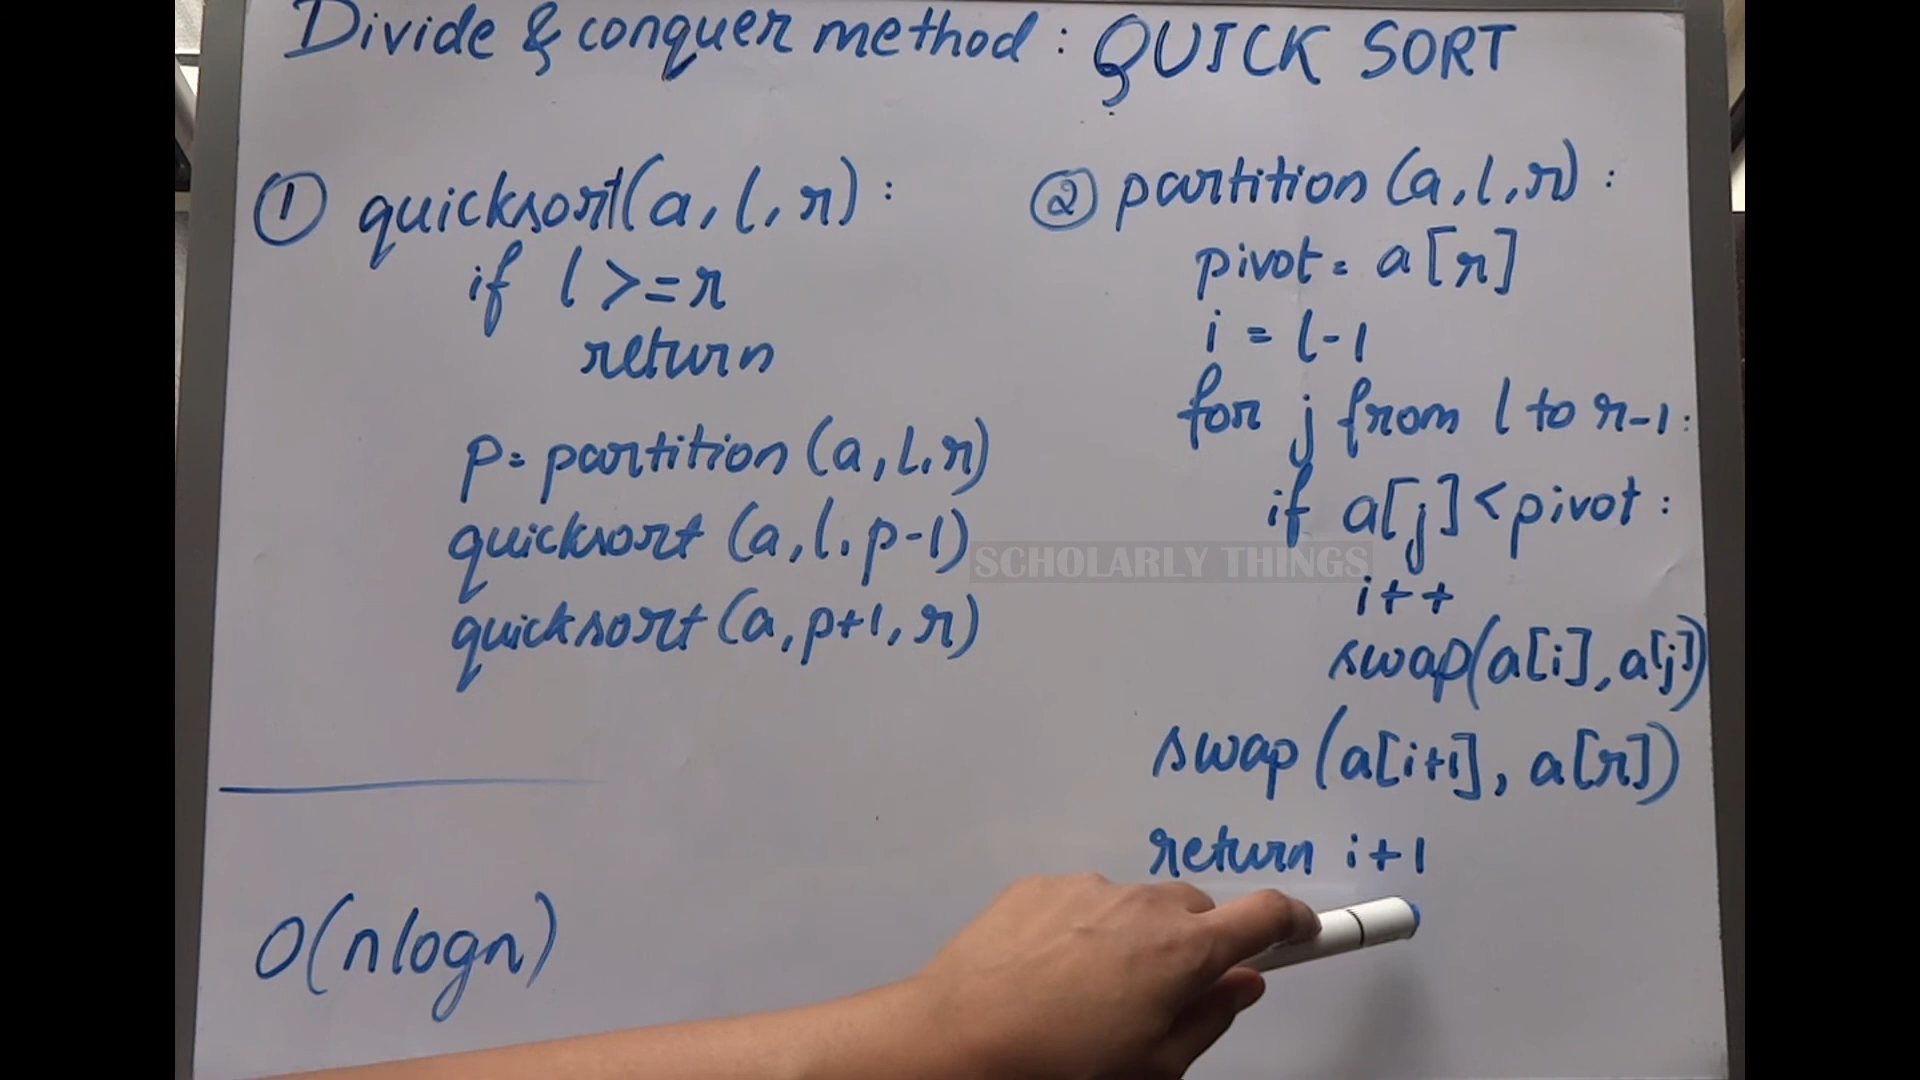 Divide & conquer method : QUICK SORT
① quicksort(a, l, r) :
if l >= r
return
p = partition (a, l, r)
quicksort (a, l, p-1)
quicksort (a, p+1, r)
O(nlogn)
② partition (a, l, r) :
pivot = a[r]
i = l-1
for j from l to r-1 :
if a[j] < pivot :
i++
swap(a[i], a[j])
swap (a[i+1], a[r])
return i+1
SCHOLARLY THINGS